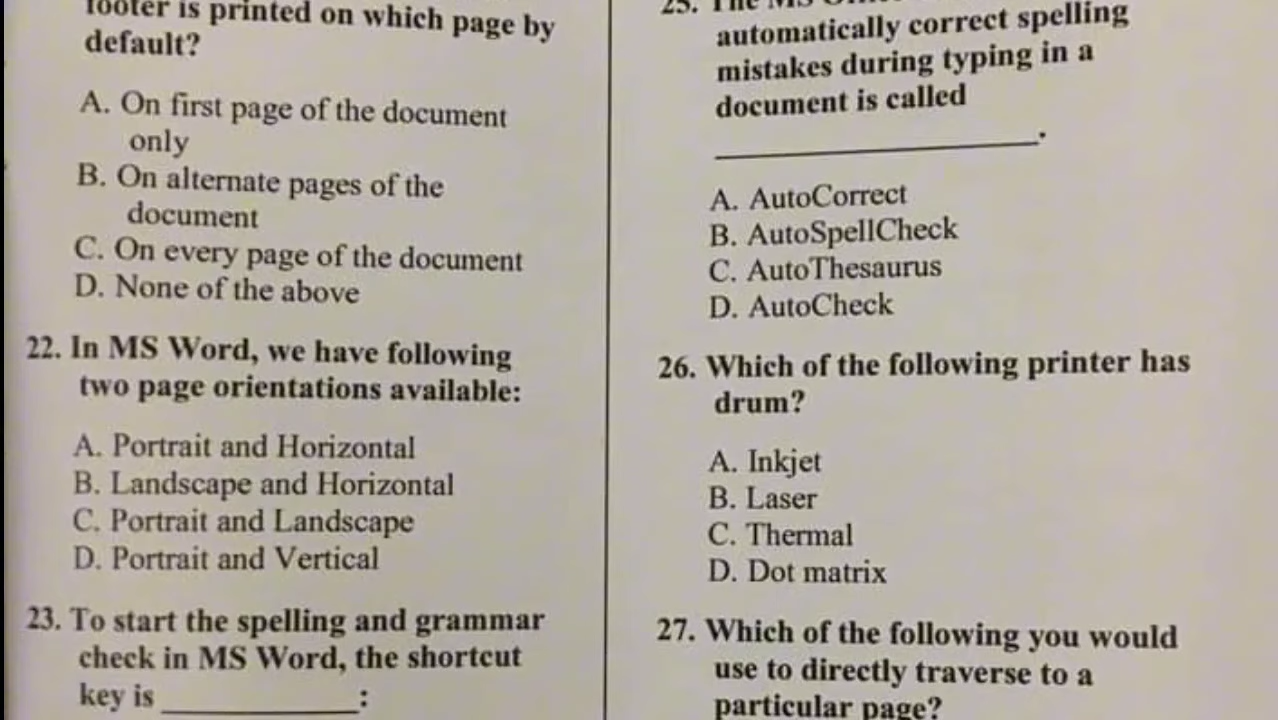 footer is printed on which page by
default?
A. On first page of the document
only
B. On alternate pages of the
document
C. On every page of the document
D. None of the above
22. In MS Word, we have following
two page orientations available:
A. Portrait and Horizontal
B. Landscape and Horizontal
C. Portrait and Landscape
D. Portrait and Vertical
23. To start the spelling and grammar
check in MS Word, the shortcut
key is __________:
25. The MS
automatically correct spelling
mistakes during typing in a
document is called
____________________.
A. AutoCorrect
B. AutoSpellCheck
C. AutoThesaurus
D. AutoCheck
26. Which of the following printer has
drum?
A. Inkjet
B. Laser
C. Thermal
D. Dot matrix
27. Which of the following you would
use to directly traverse to a
particular page?